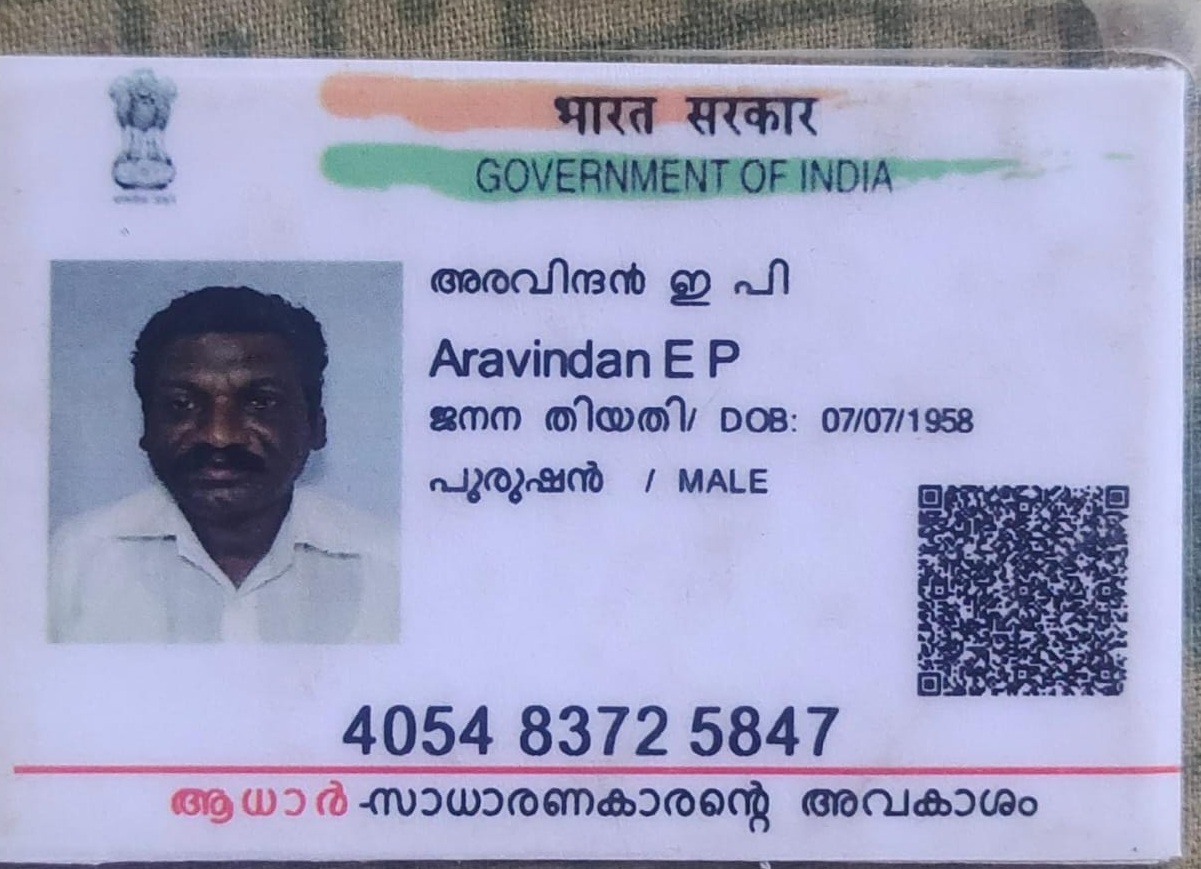 भारत सरकार
GOVERNMENT OF INDIA
അരവിന്ദൻ ഇ പി
Aravindan E P
ജനന തിയതി/ DOB: 07/07/1958
പുരുഷൻ / MALE
4054 8372 5847
ആധാർ -സാധാരണകാരന്റെ അവകാശം